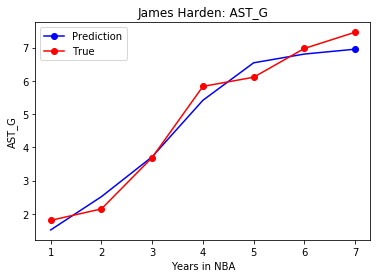 James Harden: AST_G
Prediction
True
AST_G
7
6
5
4
3
2
1 2 3 4 5 6 7
Years in NBA